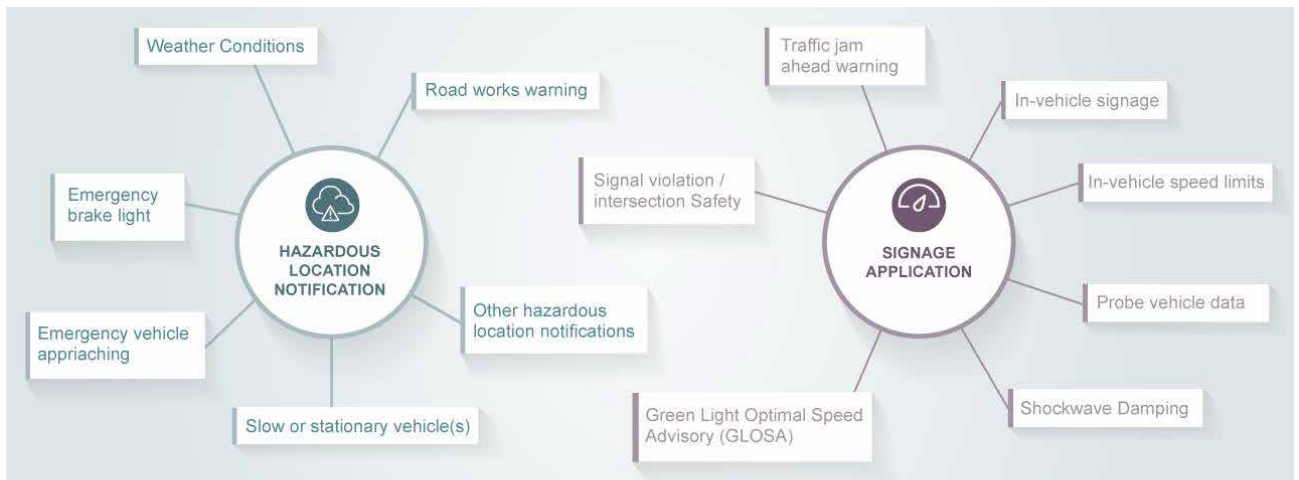 Weather Conditions
Road works warning
Emergency
brake light
HAZARDOUS
LOCATION
NOTIFICATION
Other hazardous
location notifications
Emergency vehicle
appriaching
Slow or stationary vehicle(s)
Traffic jam
ahead warning
In-vehicle signage
Signal violation /
intersection Safety
In-vehicle speed limits
SIGNAGE
APPLICATION
Probe vehicle data
Green Light Optimal Speed
Advisory (GLOSA)
Shockwave Damping